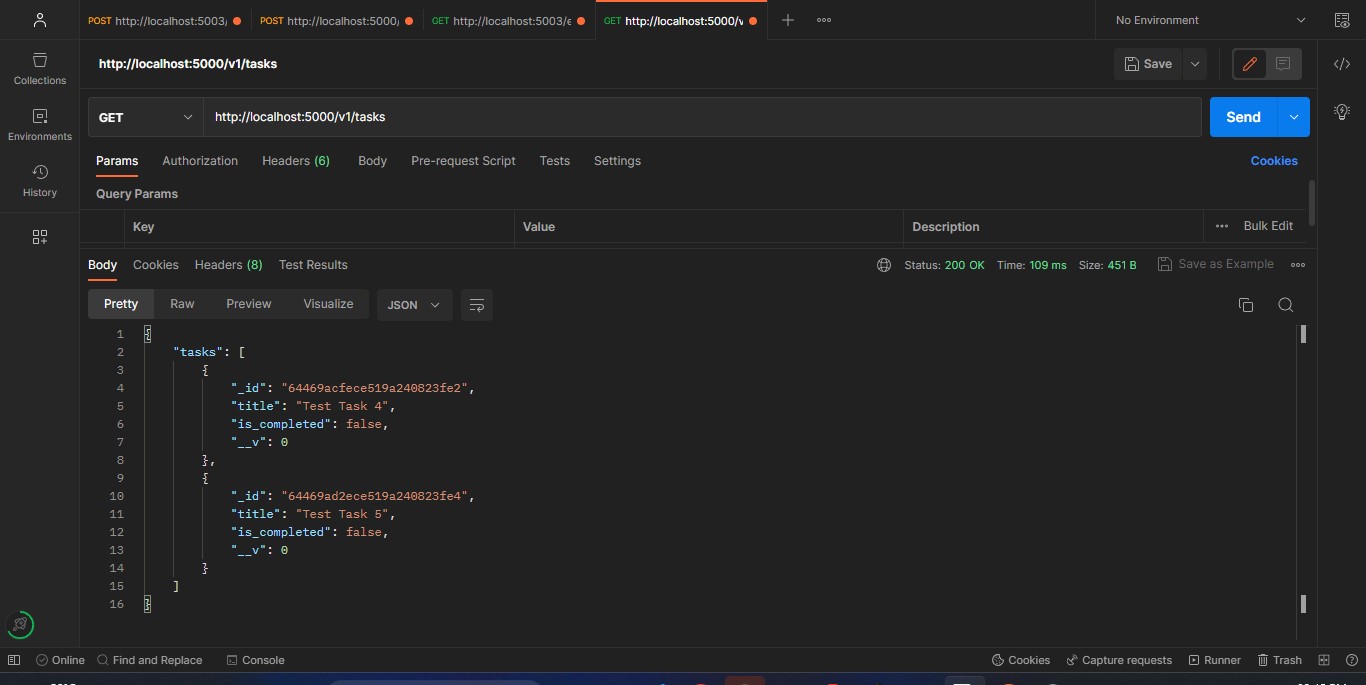 POST http://localhost:5003/
POST http://localhost:5000/
GET http://localhost:5003/e
GET http://localhost:5000/v
No Environment
Collections
Environments
History
http://localhost:5000/v1/tasks
Save
GET
http://localhost:5000/v1/tasks
Send
Params Authorization Headers (6) Body Pre-request Script Tests Settings Cookies
Query Params
Key Value Description ••• Bulk Edit
Body Cookies Headers (8) Test Results
Status: 200 OK Time: 109 ms Size: 451 B Save as Example
Pretty Raw Preview Visualize JSON
1 {
2 "tasks": [
3 {
4 "_id": "64469acfece519a240823fe2",
5 "title": "Test Task 4",
6 "is_completed": false,
7 "__v": 0
8 },
9 {
10 "_id": "64469ad2ece519a240823fe4",
11 "title": "Test Task 5",
12 "is_completed": false,
13 "__v": 0
14 }
15 ]
16 }
Online Find and Replace Console Cookies Capture requests Runner Trash